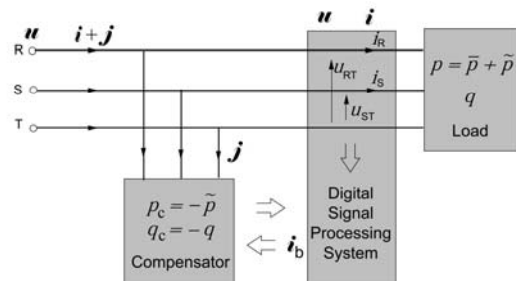 u i + j
R
S
T
j
p_c = − p̃
q_c = − q
Compensator
i_b
u i
i_R
i_S
u_RT
u_ST
Digital
Signal
Processing
System
p = p̄ + p̃
q
Load